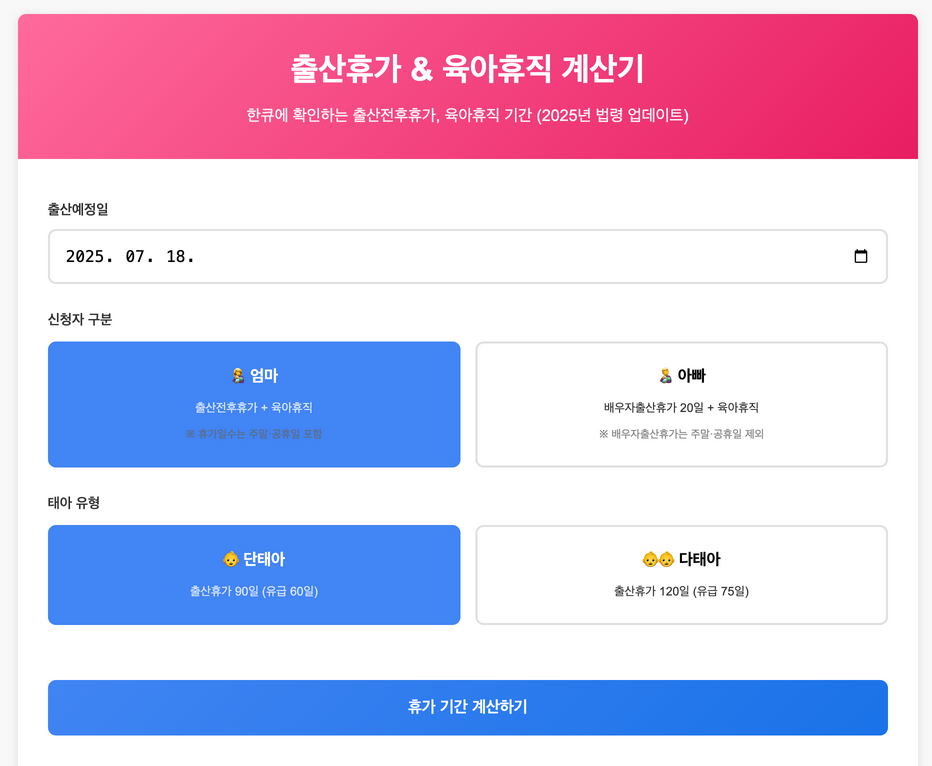 출산휴가 & 육아휴직 계산기
한큐에 확인하는 출산전후휴가, 육아휴직 기간 (2025년 법령 업데이트)
출산예정일
2025. 07. 18.
신청자 구분
🤱 엄마
출산전후휴가 + 육아휴직
※ 휴가일수는 주말·공휴일 포함
👨‍🍼 아빠
배우자출산휴가 20일 + 육아휴직
※ 배우자출산휴가는 주말·공휴일 제외
태아 유형
👶 단태아
출산휴가 90일 (유급 60일)
👶👶 다태아
출산휴가 120일 (유급 75일)
휴가 기간 계산하기